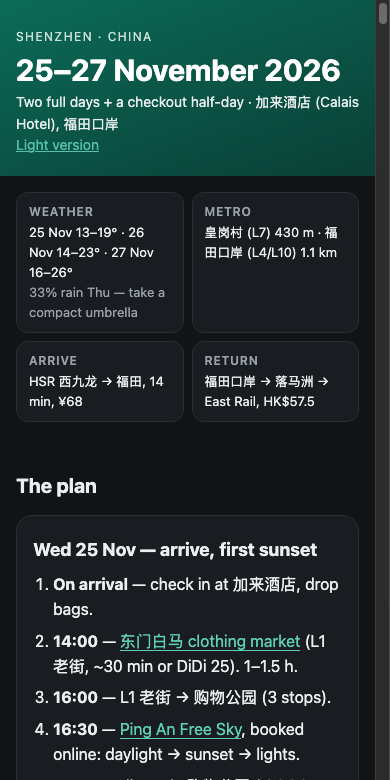 SHENZHEN · CHINA
25–27 November 2026
Two full days + a checkout half-day · 加来酒店 (Calais
Hotel), 福田口岸
Light version
WEATHER
25 Nov 13–19° · 26
Nov 14–23° · 27 Nov
16–26°
33% rain Thu — take a
compact umbrella
METRO
皇岗村 (L7) 430 m · 福
田口岸 (L4/L10) 1.1 km
ARRIVE
HSR 西九龙 → 福田, 14
min, ¥68
RETURN
福田口岸 → 落马洲 →
East Rail, HK$57.5
The plan
Wed 25 Nov — arrive, first sunset
1. On arrival — check in at 加来酒店, drop
bags.
2. 14:00 — 东门白马 clothing market (L1
老街, ~30 min or DiDi 25). 1–1.5 h.
3. 16:00 — L1 老街 → 购物公园 (3 stops).
4. 16:30 — Ping An Free Sky, booked
online: daylight → sunset → lights.